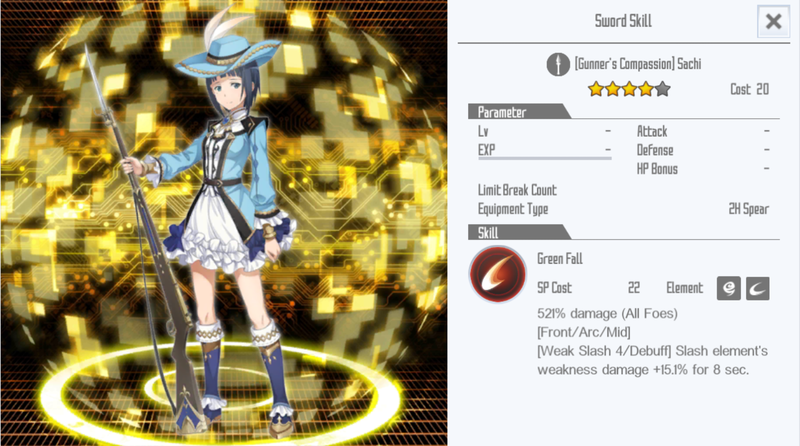 Sword Skill
[Gunner's Compassion] Sachi
Cost 20
Parameter
Lv - Attack -
EXP - Defense -
HP Bonus -
Limit Break Count
Equipment Type 2H Spear
Skill
Green Fall
SP Cost 22 Element
521% damage (All Foes)
[Front/Arc/Mid]
[Weak Slash 4/Debuff] Slash element's
weakness damage +15.1% for 8 sec.